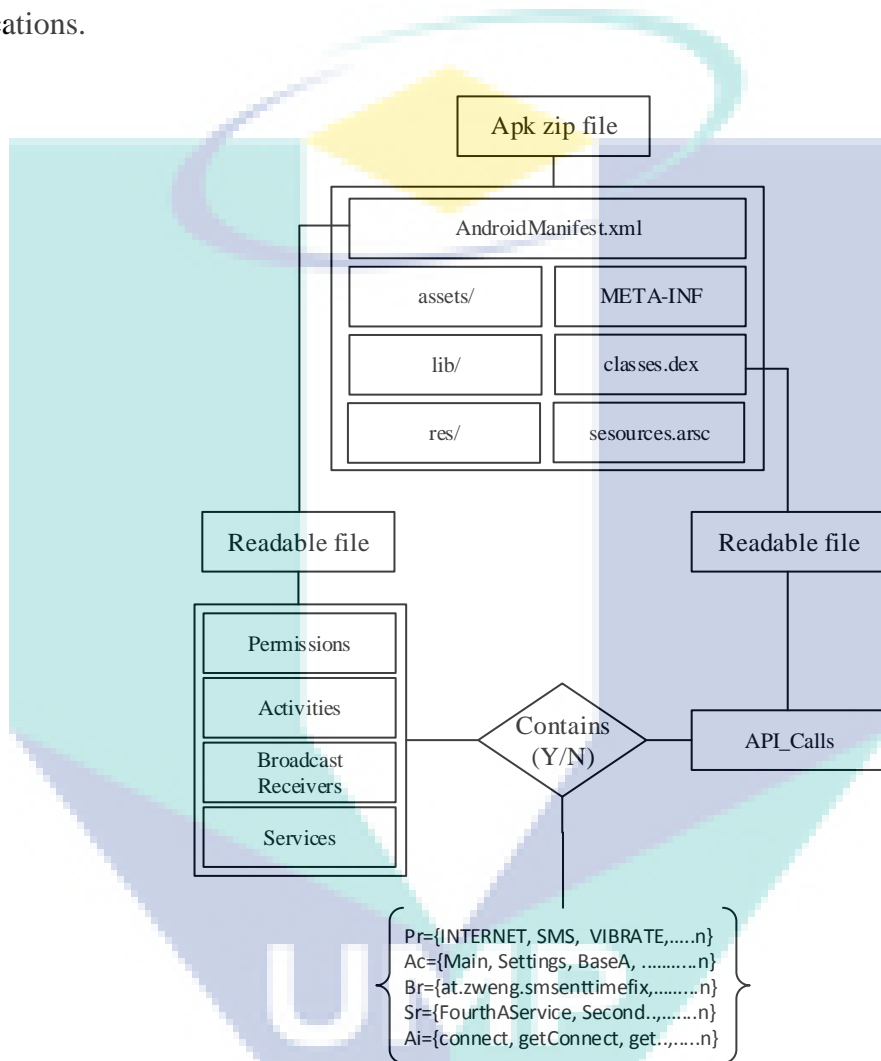 ations.
Apk zip file
AndroidManifest.xml
assets/
META-INF
lib/
classes.dex
res/
sesources.arsc
Readable file
Readable file
Permissions
Activities
Broadcast
Receivers
Services
Contains
(Y/N)
API_Calls
Pr={INTERNET, SMS, VIBRATE,.....n}
Ac={Main, Settings, BaseA, ...........n}
Br={at.zweng.smsenttimefix,.......n}
Sr={FourthAService, Second..,.......n}
Ai={connect, getConnect, get..,.....n}
UMP